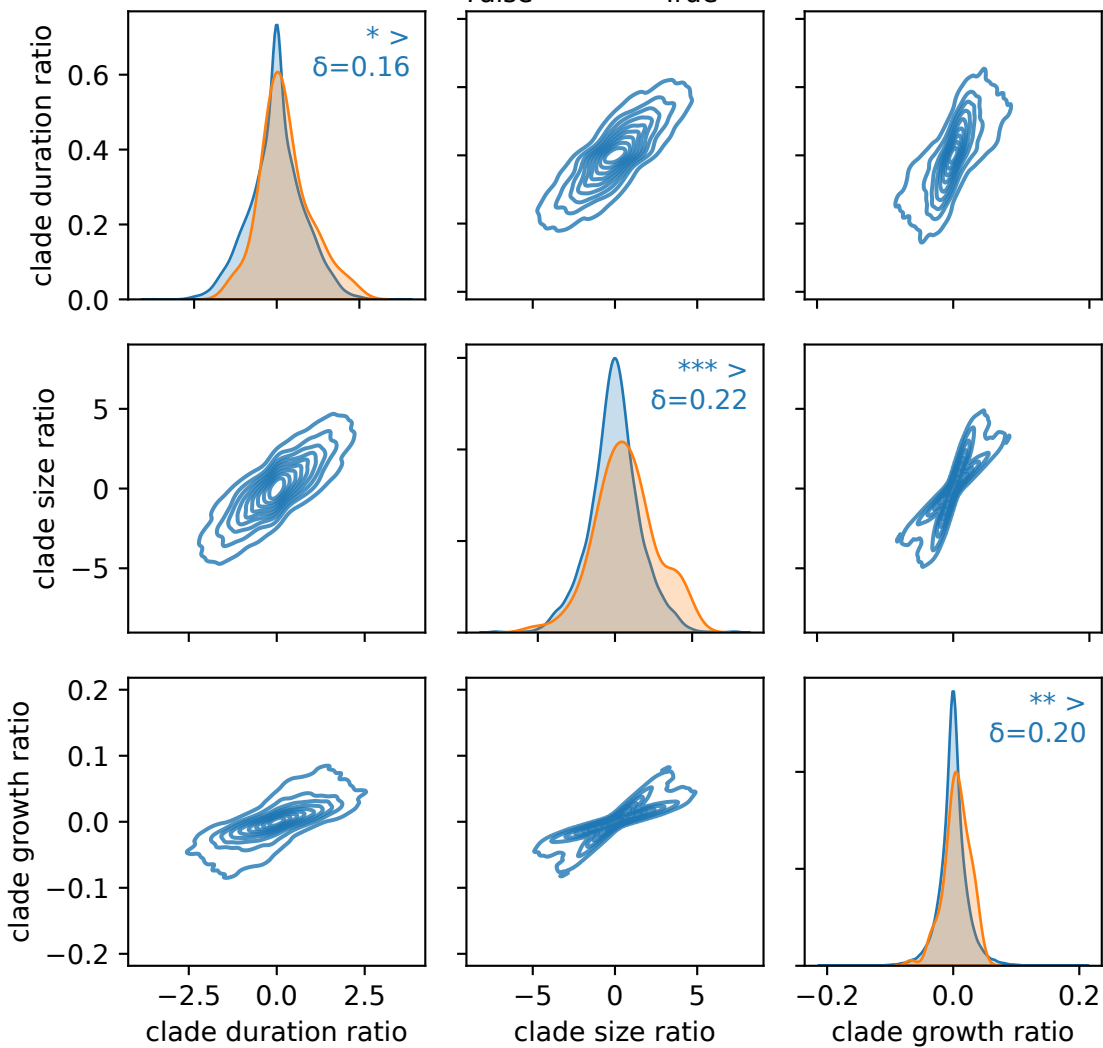 * >
δ=0.16
clade duration ratio
0.6
0.4
0.2
0.0
*** >
δ=0.22
clade size ratio
5
0
−5
** >
δ=0.20
clade growth ratio
0.2
0.1
0.0
−0.1
−0.2
−2.5 0.0 2.5 −5 0 5 −0.2 0.0 0.2
clade duration ratio clade size ratio clade growth ratio